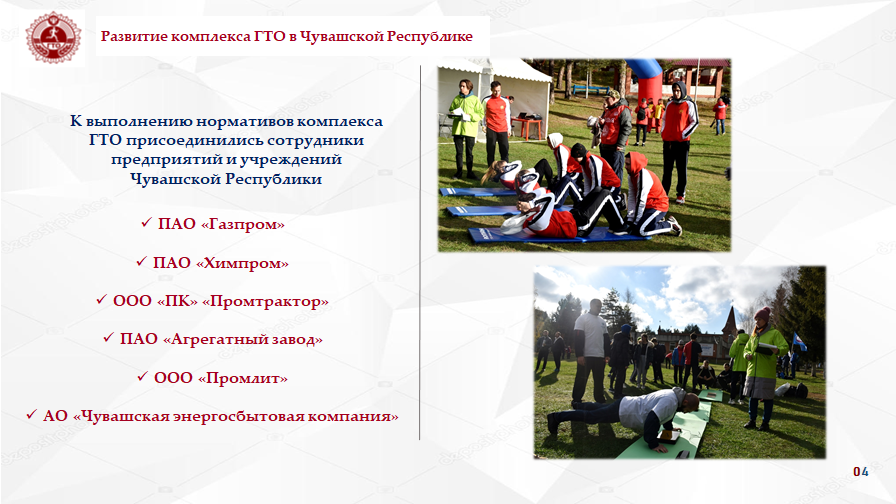 ГТО
Развитие комплекса ГТО в Чувашской Республике
К выполнению нормативов комплекса
ГТО присоединились сотрудники
предприятий и учреждений
Чувашской Республики
✓ ПАО «Газпром»
✓ ПАО «Химпром»
✓ ООО «ПК» «Промтрактор»
✓ ПАО «Агрегатный завод»
✓ ООО «Промлит»
✓ АО «Чувашская энергосбытовая компания»
04